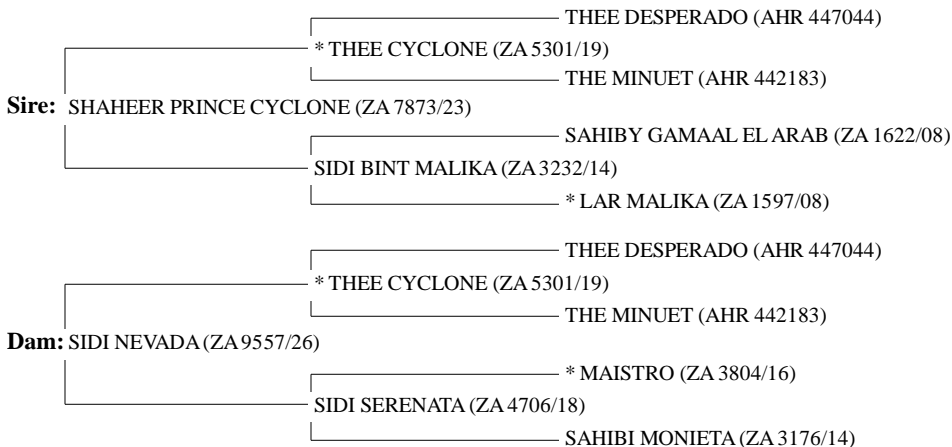 THEE DESPERADO (AHR 447044)
* THEE CYCLONE (ZA 5301/19)
THE MINUET (AHR 442183)
Sire: SHAHEER PRINCE CYCLONE (ZA 7873/23)
SAHIBY GAMAAL EL ARAB (ZA 1622/08)
SIDI BINT MALIKA (ZA 3232/14)
* LAR MALIKA (ZA 1597/08)
THEE DESPERADO (AHR 447044)
* THEE CYCLONE (ZA 5301/19)
THE MINUET (AHR 442183)
Dam: SIDI NEVADA (ZA 9557/26)
* MAISTRO (ZA 3804/16)
SIDI SERENATA (ZA 4706/18)
SAHIBI MONIETA (ZA 3176/14)